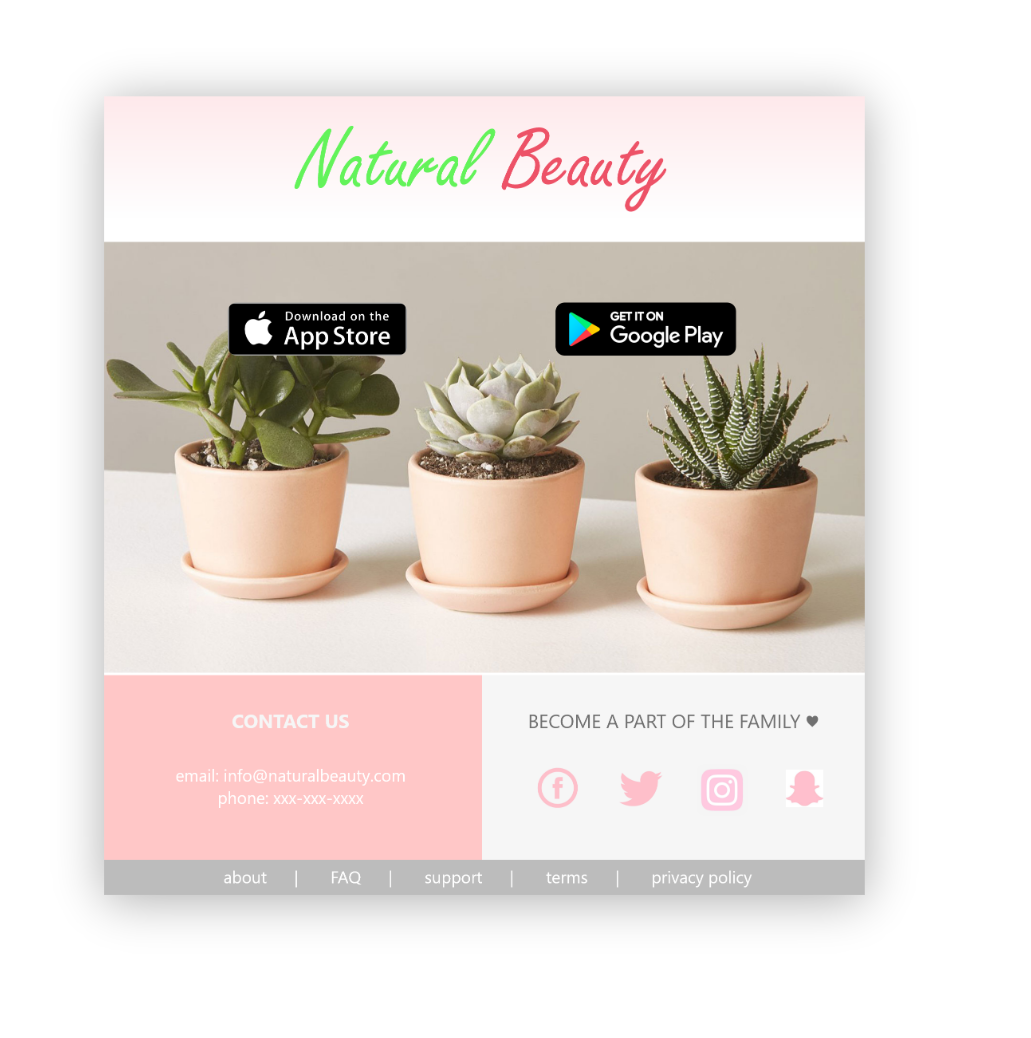 Natural Beauty
Download on the
App Store
GET IT ON
Google Play
CONTACT US
email: info@naturalbeauty.com
phone: xxx-xxx-xxxx
BECOME A PART OF THE FAMILY ♥
about | FAQ | support | terms | privacy policy